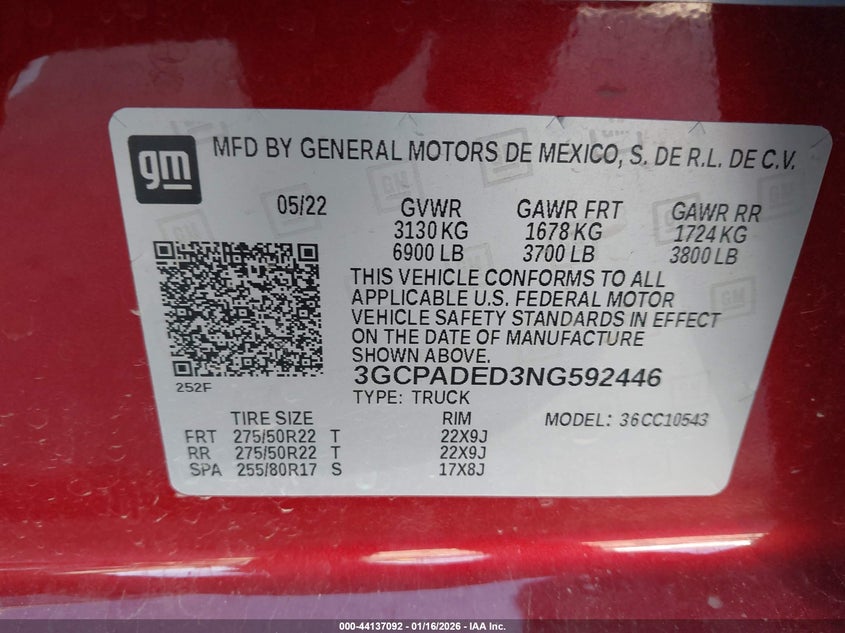 gm
MFD BY GENERAL MOTORS DE MEXICO, S. DE R.L. DE C.V.
05/22 GVWR GAWR FRT GAWR RR
3130 KG 1678 KG 1724 KG
6900 LB 3700 LB 3800 LB
THIS VEHICLE CONFORMS TO ALL
APPLICABLE U.S. FEDERAL MOTOR
VEHICLE SAFETY STANDARDS IN EFFECT
ON THE DATE OF MANUFACTURE
SHOWN ABOVE.
252F
3GCPADED3NG592446
TYPE: TRUCK
TIRE SIZE RIM MODEL: 36CC10543
FRT 275/50R22 T 22X9J
RR 275/50R22 T 22X9J
SPA 255/80R17 S 17X8J
000-44137092 - 01/16/2026 - IAA Inc.